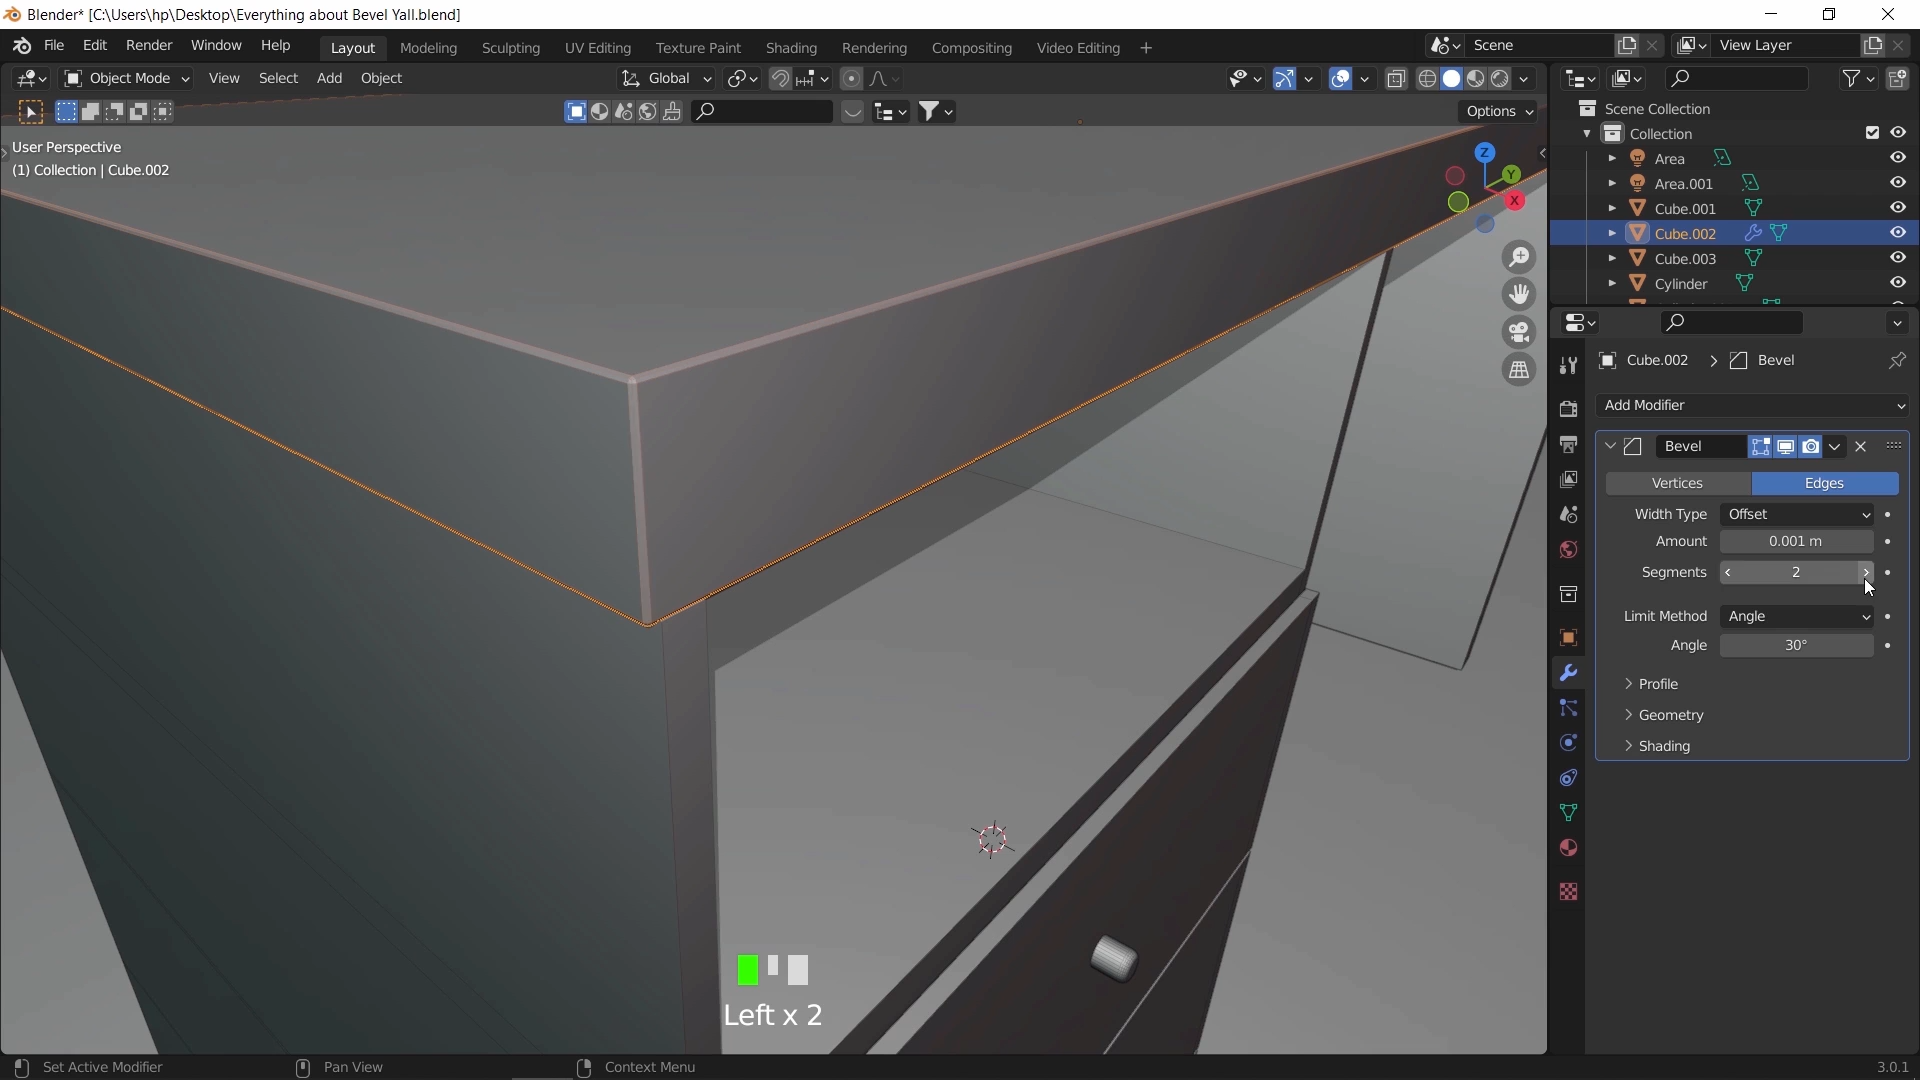 Blender* [C:\Users\hp\Desktop\Everything about Bevel Yall.blend]
File Edit Render Window Help Layout Modeling Sculpting UV Editing Texture Paint Shading Rendering Compositing Video Editing + Scene View Layer
Object Mode View Select Add Object Global
Options
User Perspective
(1) Collection | Cube.002
Z
Y
X
Scene Collection
Collection
Area
Area.001
Cube.001
Cube.002
Cube.003
Cylinder
Cube.002 > Bevel
Add Modifier
Bevel
Vertices Edges
Width Type Offset
Amount 0.001 m
Segments 2
Limit Method Angle
Angle 30°
Profile
Geometry
Shading
Left x 2
Set Active Modifier Pan View Context Menu 3.0.1